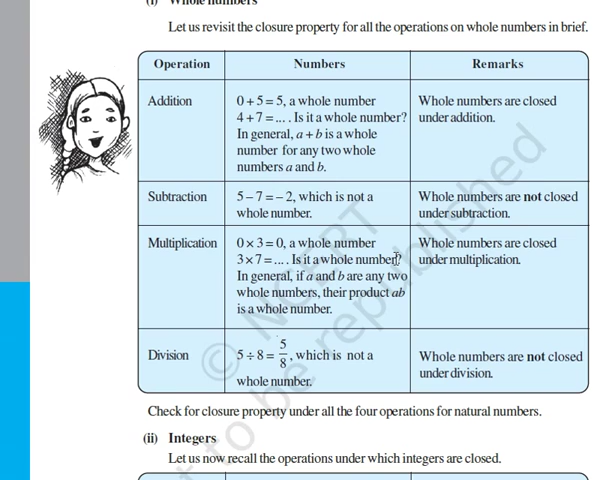 (i) Whole numbers
Let us revisit the closure property for all the operations on whole numbers in brief.
Operation Numbers Remarks
Addition 0 + 5 = 5, a whole number Whole numbers are closed
4 + 7 = ... . Is it a whole number? under addition.
In general, a + b is a whole
number for any two whole
numbers a and b.
Subtraction 5 – 7 = – 2, which is not a Whole numbers are not closed
whole number. under subtraction.
Multiplication 0 × 3 = 0, a whole number Whole numbers are closed
3 × 7 = ... . Is it a whole number? under multiplication.
In general, if a and b are any two
whole numbers, their product ab
is a whole number.
Division 5 ÷ 8 = 5/8, which is not a Whole numbers are not closed
whole number. under division.
Check for closure property under all the four operations for natural numbers.
(ii) Integers
Let us now recall the operations under which integers are closed.
© NCERT
not to be republished